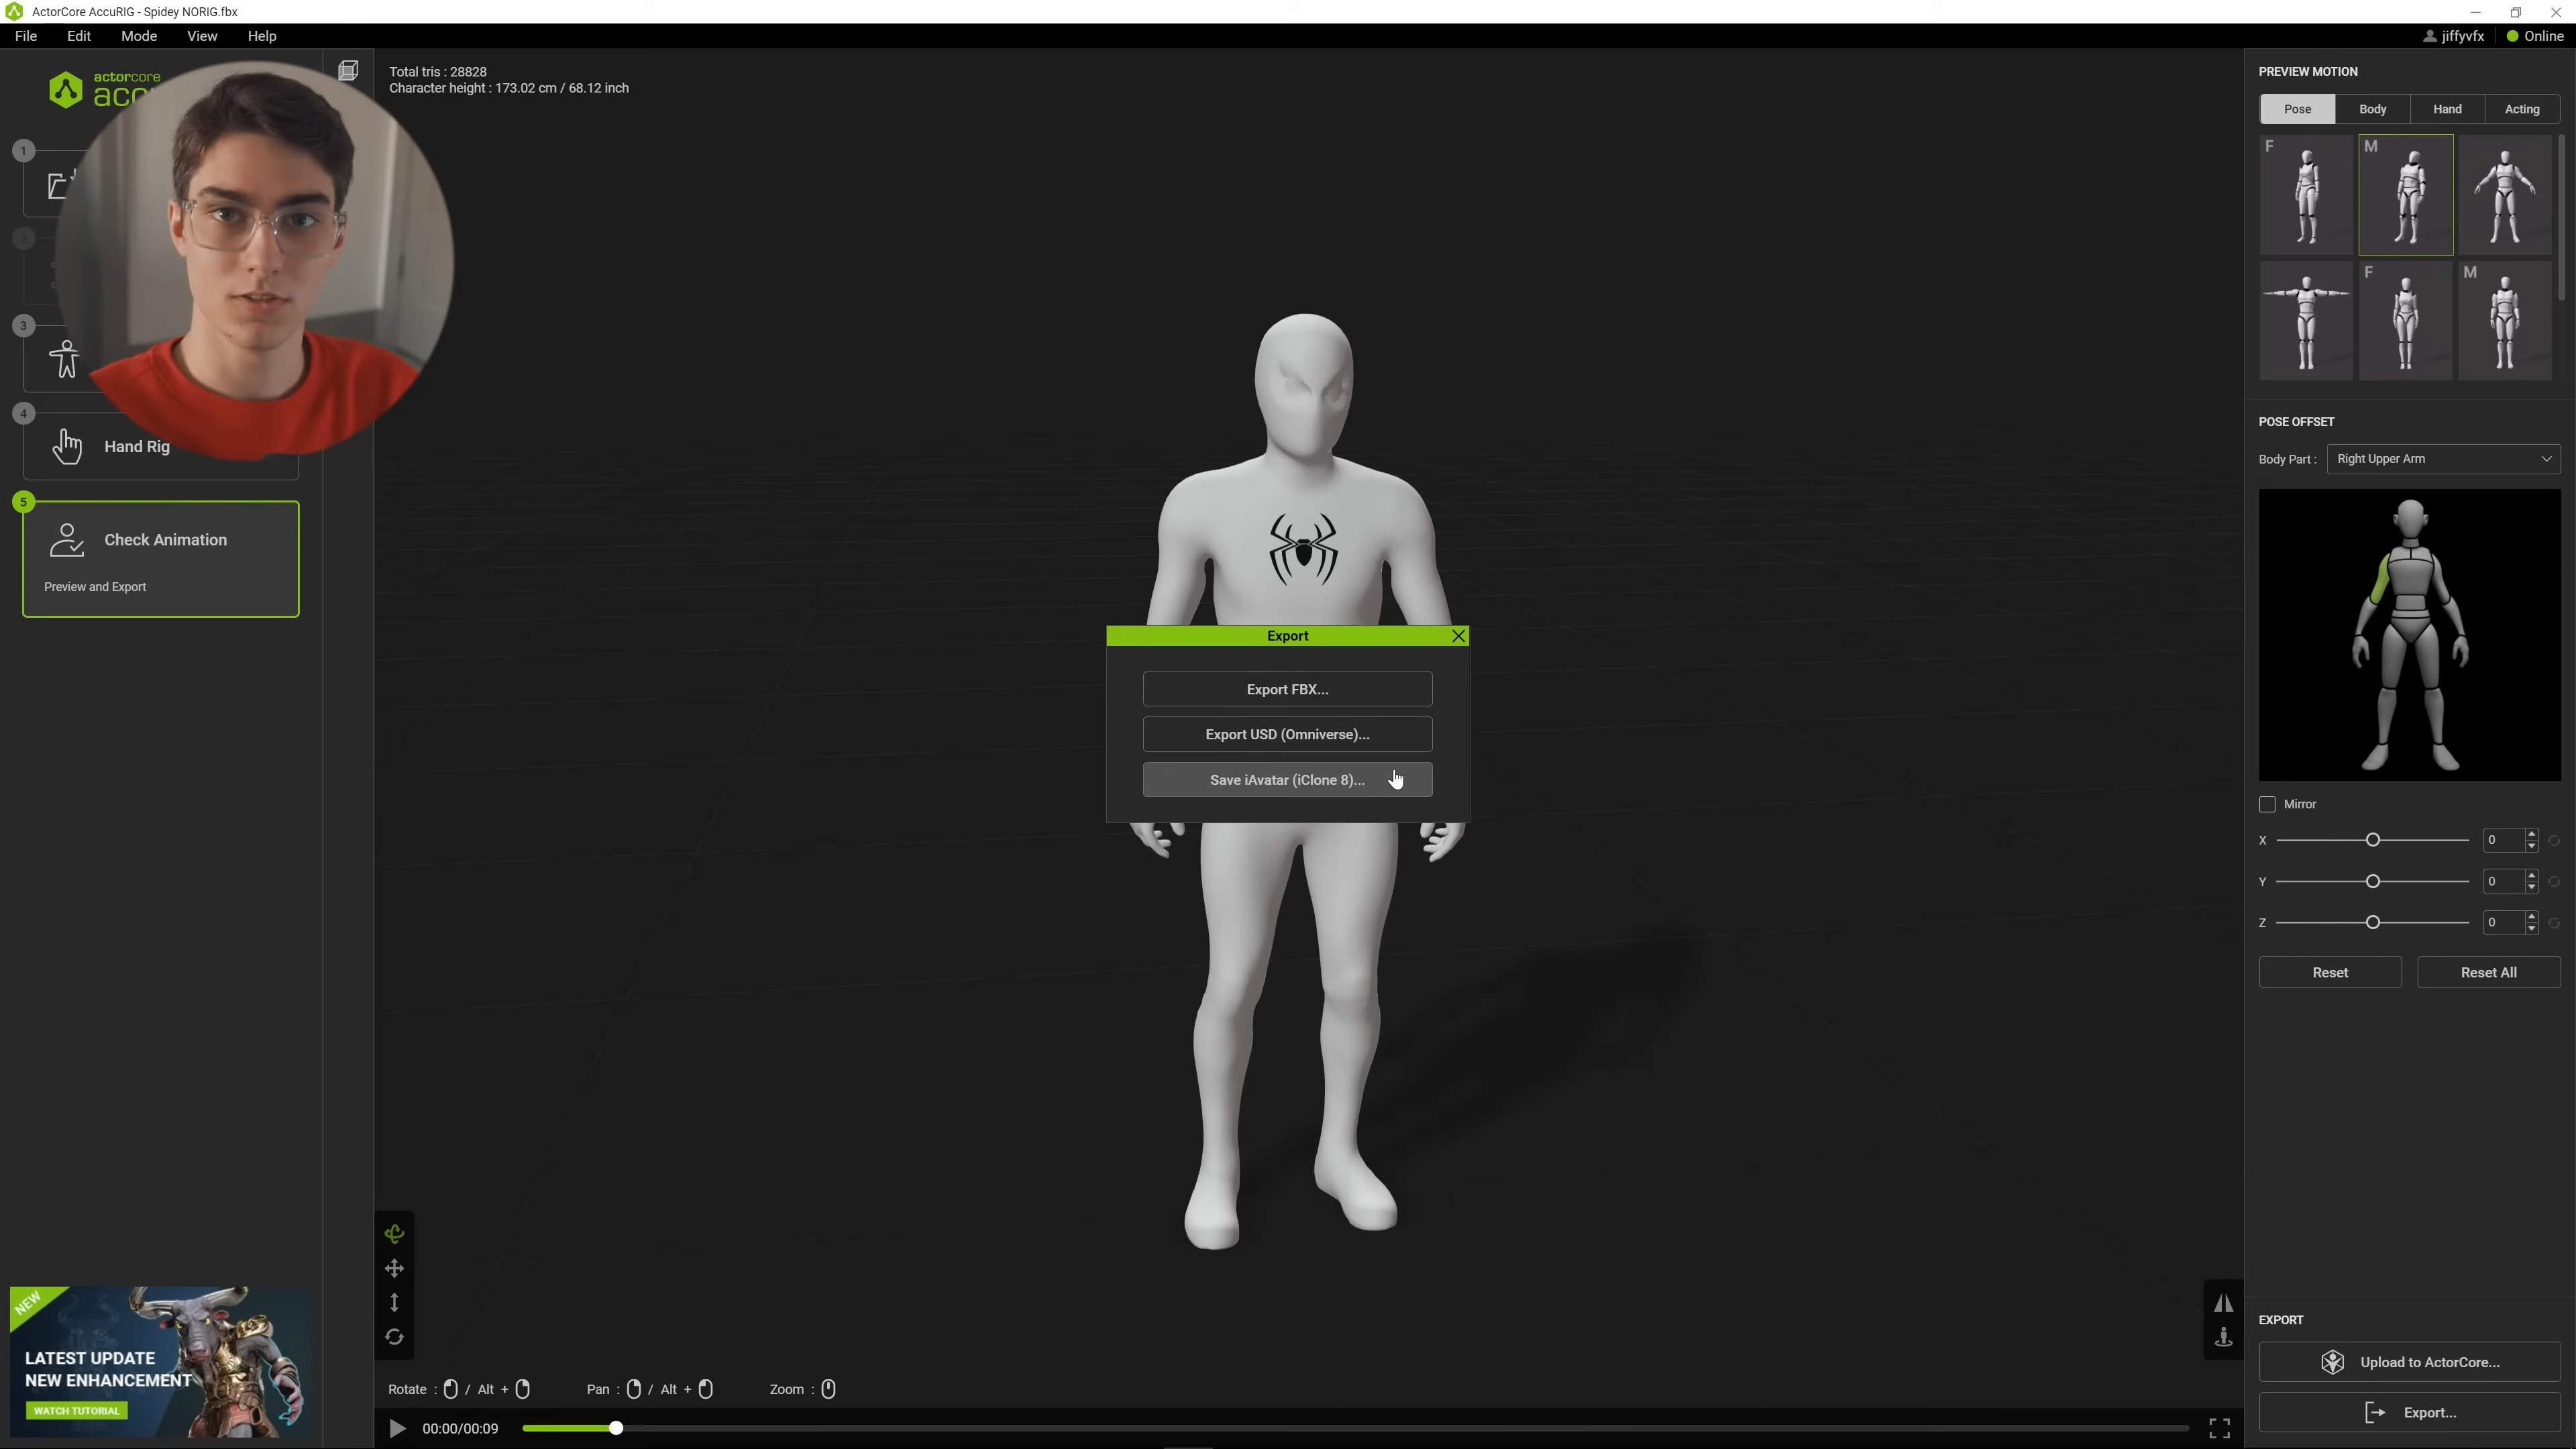 ActorCore AccuRIG - Spidey NORIG.fbx
File Edit Mode View Help
jiffyvfx Online
actorcore
1
2
3
4
Hand Rig
5
Check Animation
Preview and Export
NEW
LATEST UPDATE
NEW ENHANCEMENT
WATCH TUTORIAL
Total tris : 28828
Character height : 173.02 cm / 68.12 inch
Export
Export FBX...
Export USD (Omniverse)...
Save iAvatar (iClone 8)...
Rotate : / Alt + Pan : / Alt + Zoom :
00:00/00:09
PREVIEW MOTION
Pose Body Hand Acting
F M
F M
POSE OFFSET
Body Part : Right Upper Arm
Mirror
X 0
Y 0
Z 0
Reset Reset All
EXPORT
Upload to ActorCore...
Export...